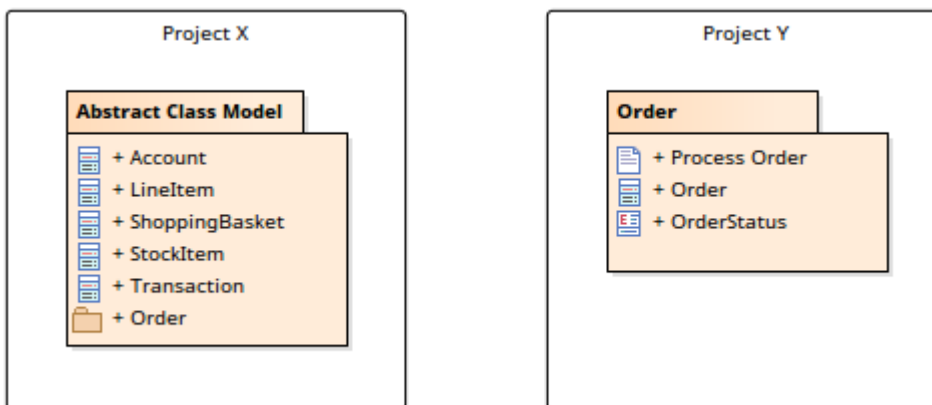 Project X
Abstract Class Model
+ Account
+ LineItem
+ ShoppingBasket
+ StockItem
+ Transaction
+ Order
Project Y
Order
+ Process Order
+ Order
E
+ OrderStatus